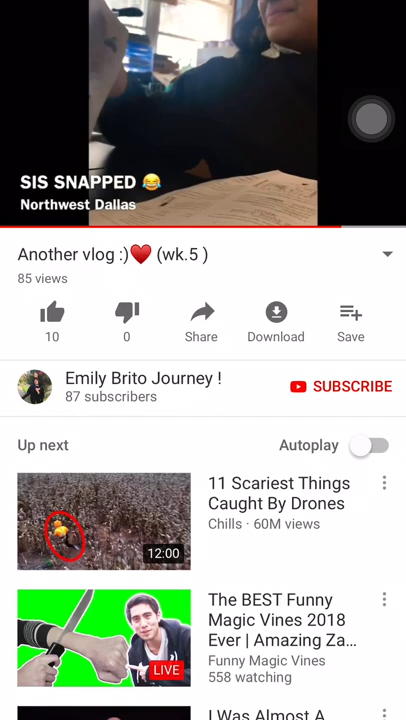 SIS SNAPPED 😂
Northwest Dallas
Another vlog :)♥️ (wk.5 )
85 views
10
0
Share
Download
Save
Emily Brito Journey !
87 subscribers
SUBSCRIBE
Up next
Autoplay
11 Scariest Things
Caught By Drones
Chills · 60M views
12:00
The BEST Funny
Magic Vines 2018
Ever | Amazing Za...
Funny Magic Vines
558 watching
LIVE
I Was Almost A